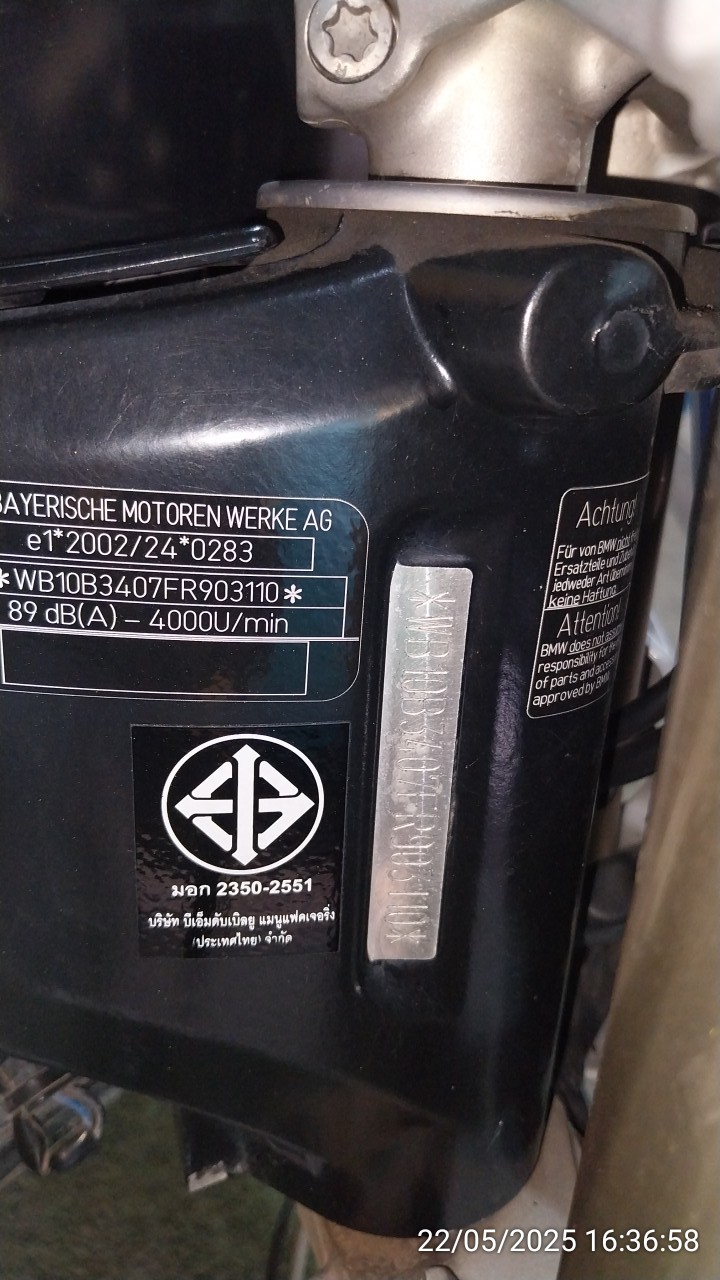 BAYERISCHE MOTOREN WERKE AG
e1*2002/24*0283
*WB10B3407FR903110*
89 dB(A) – 4000U/min
*WB10B3407FR903110*
Achtung!
Für von BMW nicht
Ersatzteile und
jedweder Art
keine Haftung.
Attention!
BMW does not
responsibility for the
of parts and
approved by BMW.
มอก 2350-2551
บริษัท บีเอ็มดับเบิลยู แมนูแฟคเจอริ่ง
(ประเทศไทย) จำกัด
22/05/2025 16:36:58